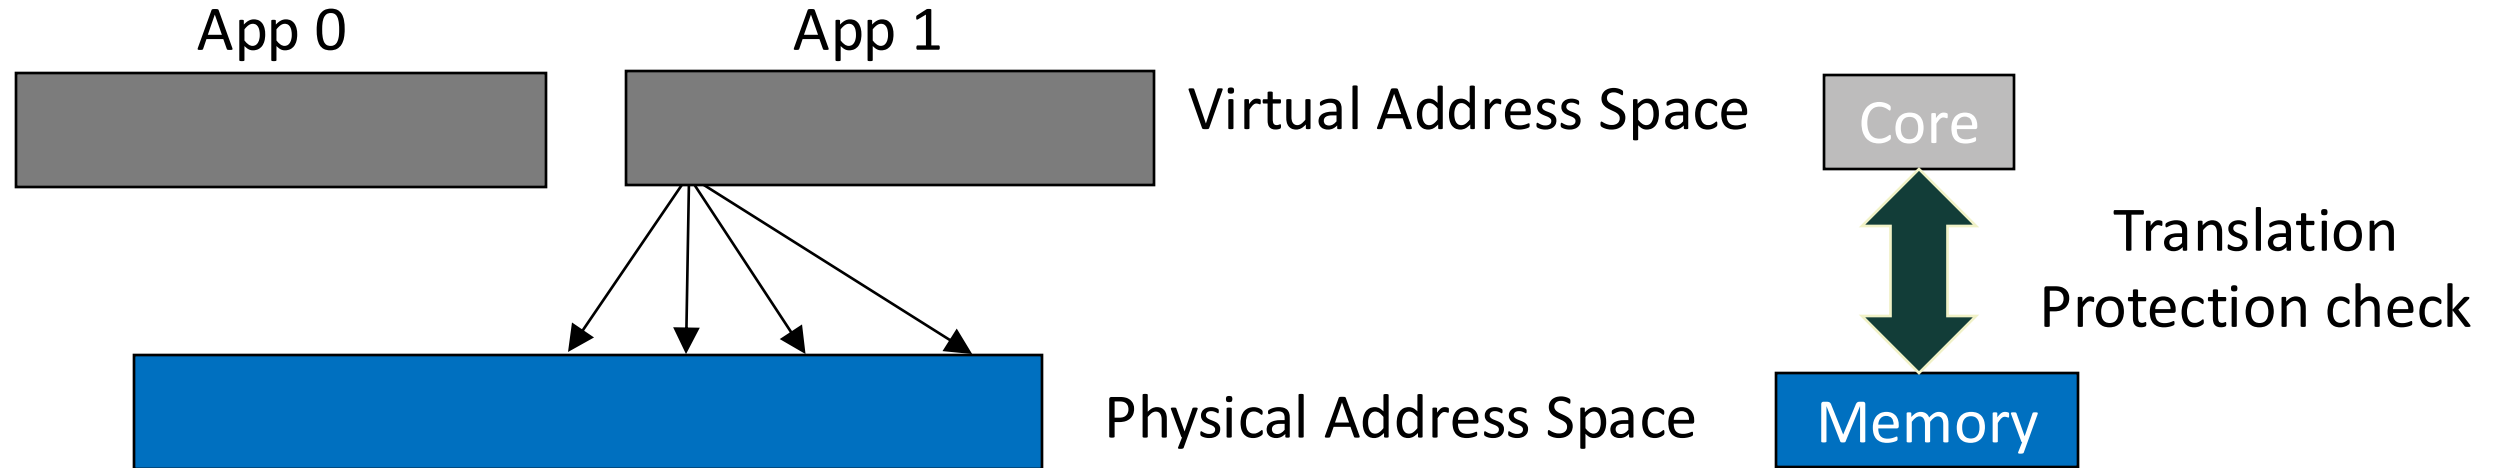 App 0
App 1
Virtual Address Space
Core
Translation
Protection check
Physical Address Space
Memory